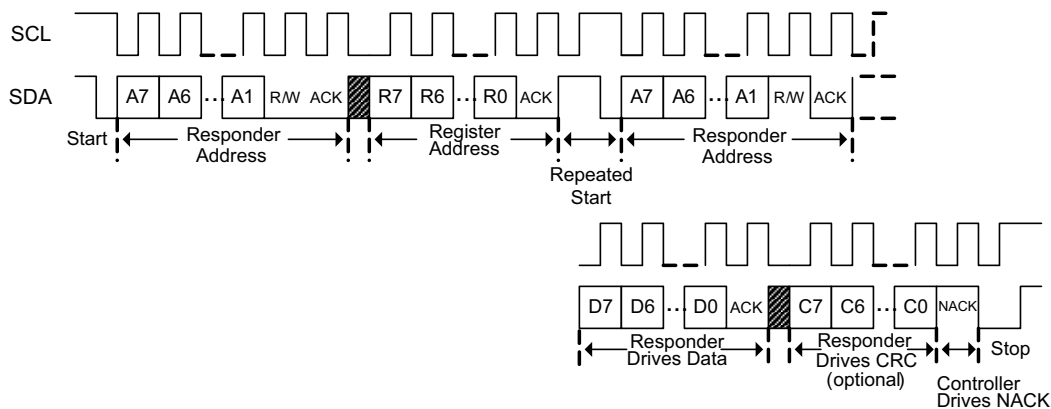 SCL
SDA A7 A6 ... A1 R/W ACK R7 R6 ... R0 ACK A7 A6 ... A1 R/W ACK
Start Responder Address Register Address Repeated Start Responder Address
D7 D6 ... D0 ACK C7 C6 ... C0 NACK
Responder Drives Data Responder Drives CRC (optional) Controller Drives NACK Stop